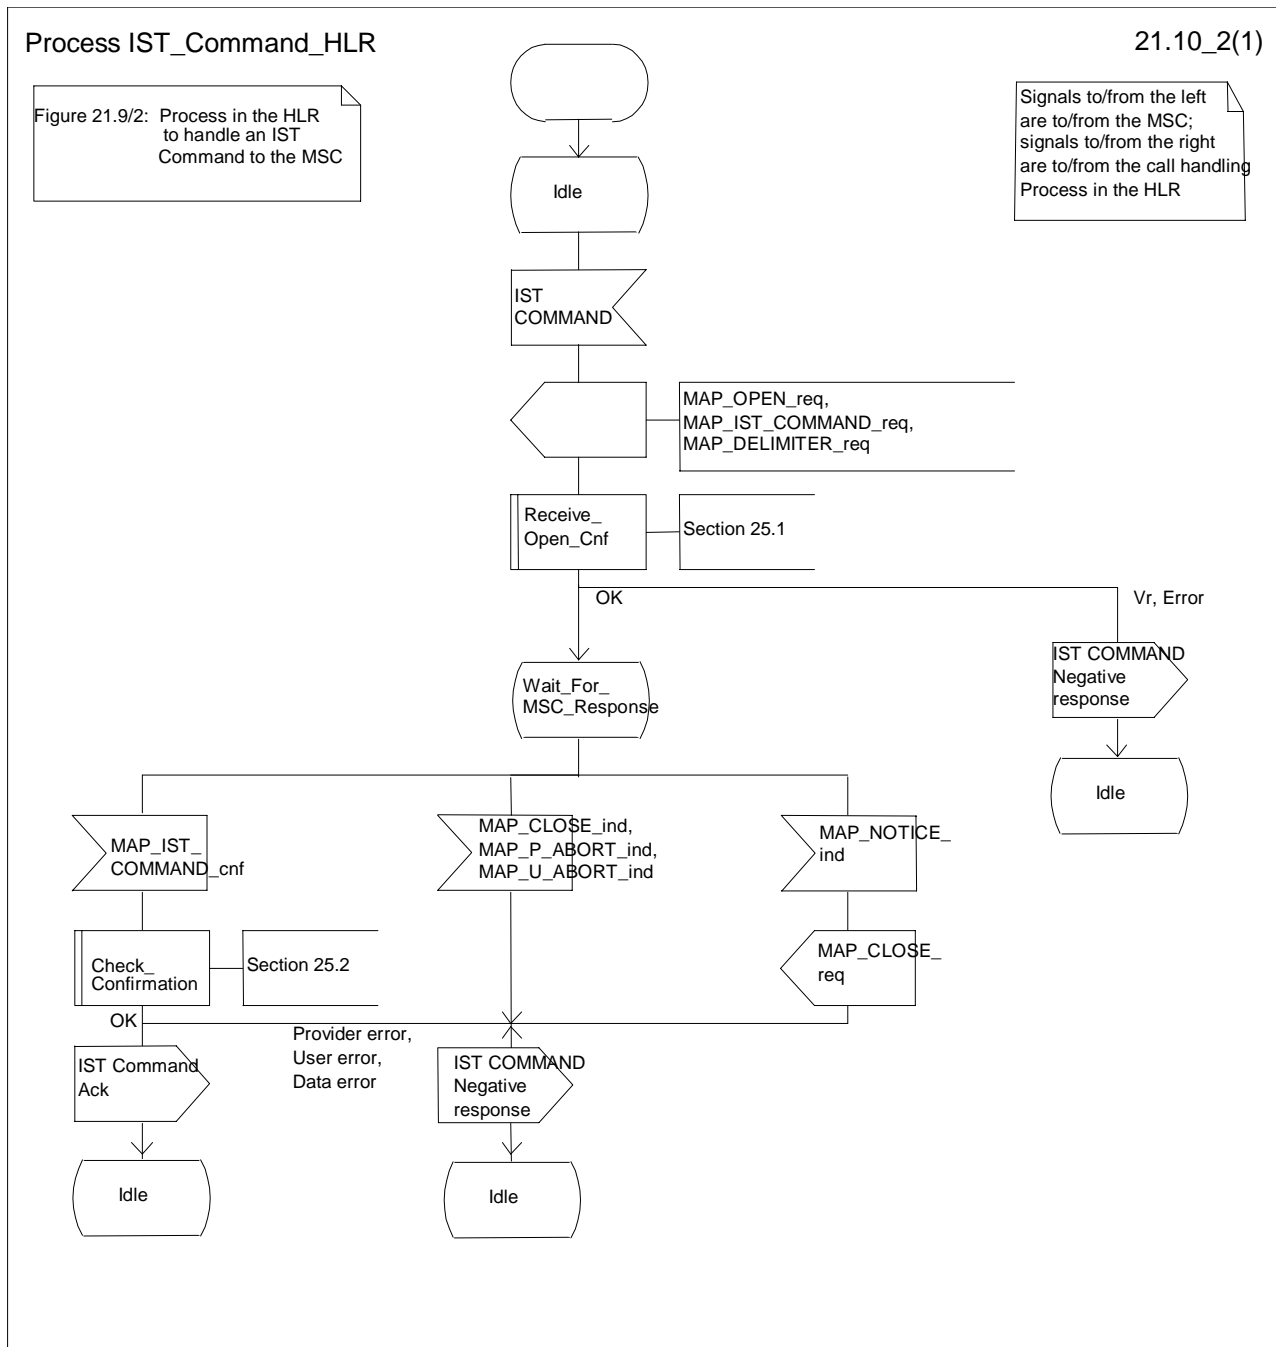 Process IST_Command_HLR
21.10_2(1)
Figure 21.9/2: Process in the HLR
to handle an IST
Command to the MSC
Signals to/from the left
are to/from the MSC;
signals to/from the right
are to/from the call handling
Process in the HLR
Idle
IST
COMMAND
MAP_OPEN_req,
MAP_IST_COMMAND_req,
MAP_DELIMITER_req
Receive_
Open_Cnf
Section 25.1
OK
Vr, Error
IST COMMAND
Negative
response
Wait_For_
MSC_Response
Idle
MAP_IST_
COMMAND_cnf
MAP_CLOSE_ind,
MAP_P_ABORT_ind,
MAP_U_ABORT_ind
MAP_NOTICE_
ind
Check_
Confirmation
Section 25.2
MAP_CLOSE_
req
OK
Provider error,
User error,
Data error
IST Command
Ack
IST COMMAND
Negative
response
Idle
Idle